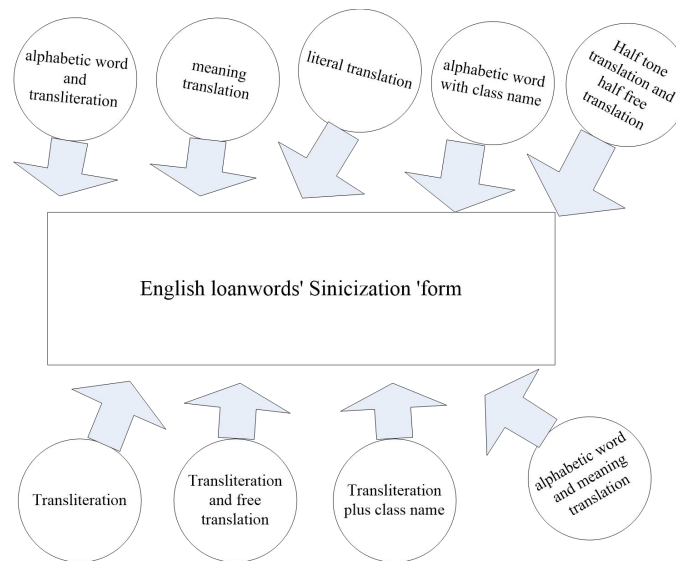 alphabetic word
and
transliteration
meaning
translation
literal translation
alphabetic word
with class name
Half tone
translation and
half free
translation
English loanwords' Sinicization 'form
Transliteration
Transliteration
and free
translation
Transliteration
plus class name
alphabetic word
and meaning
translation